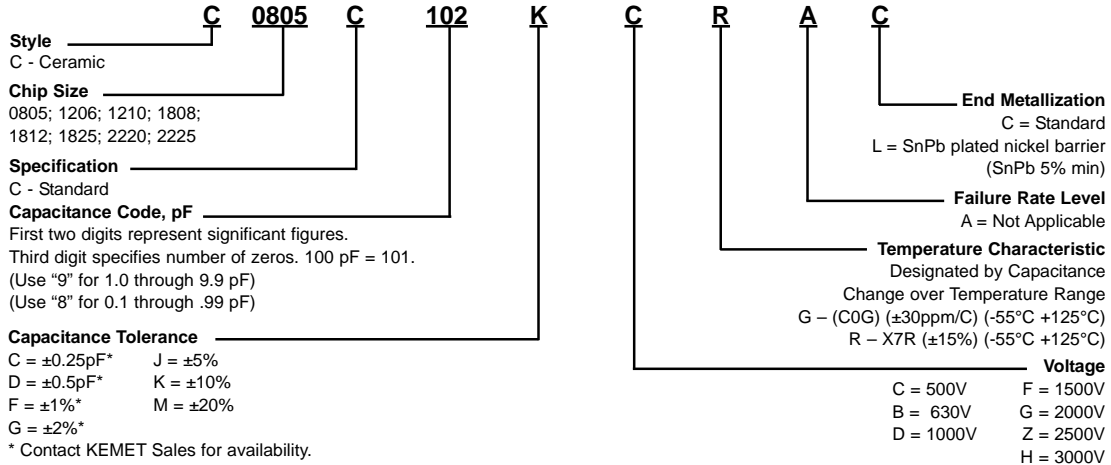 C 0805 C 102 K C R A C
Style
C - Ceramic
Chip Size
0805; 1206; 1210; 1808;
1812; 1825; 2220; 2225
Specification
C - Standard
Capacitance Code, pF
First two digits represent significant figures.
Third digit specifies number of zeros. 100 pF = 101.
(Use “9” for 1.0 through 9.9 pF)
(Use “8” for 0.1 through .99 pF)
Capacitance Tolerance
C = ±0.25pF* J = ±5%
D = ±0.5pF* K = ±10%
F = ±1%* M = ±20%
G = ±2%*
* Contact KEMET Sales for availability.
End Metallization
C = Standard
L = SnPb plated nickel barrier
(SnPb 5% min)
Failure Rate Level
A = Not Applicable
Temperature Characteristic
Designated by Capacitance
Change over Temperature Range
G – (C0G) (±30ppm/C) (-55°C +125°C)
R – X7R (±15%) (-55°C +125°C)
Voltage
C = 500V F = 1500V
B = 630V G = 2000V
D = 1000V Z = 2500V
H = 3000V